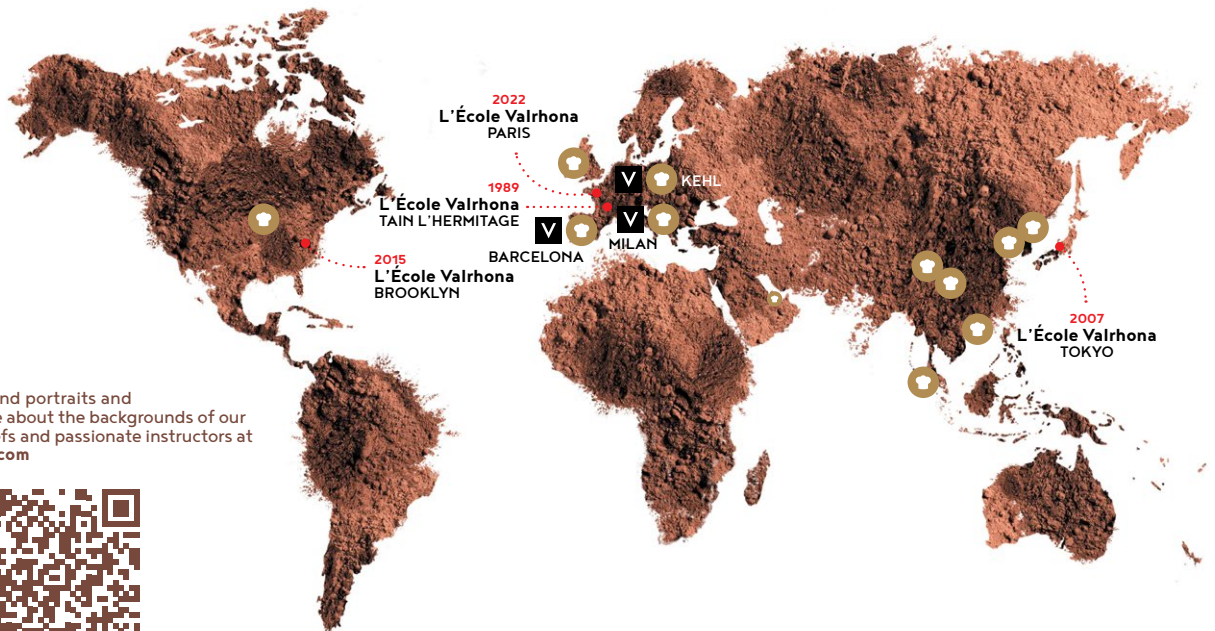 2022
L'École Valrhona
PARIS
1989
L'École Valrhona
TAIN L'HERMITAGE
V
KEHL
V
BARCELONA
V
MILAN
2015
L'École Valrhona
BROOKLYN
2007
L'École Valrhona
TOKYO
nd portraits and
about the backgrounds of our
efs and passionate instructors at
com